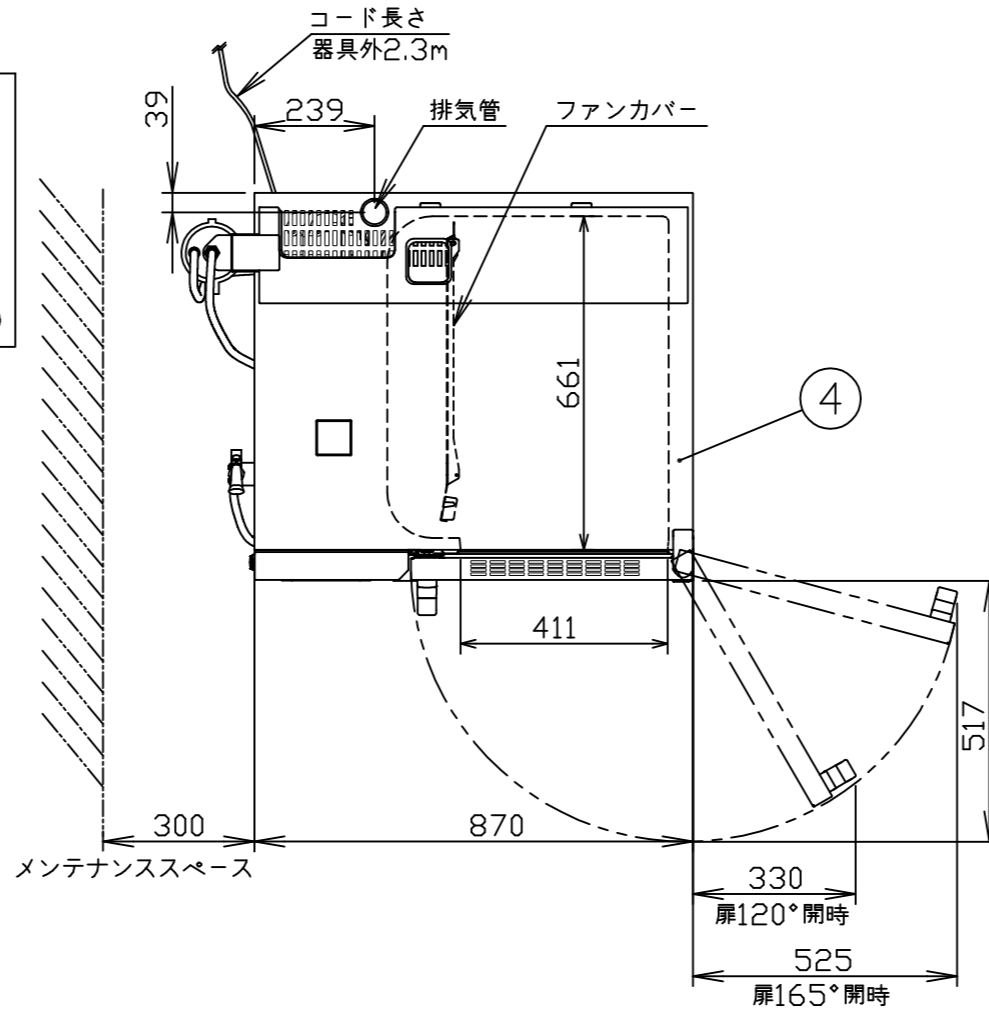 コード長さ
器具外2.3m
39
239
排気管
ファンカバー
661
4
411
517
300
870
メンテナンススペース
330
扉120°開時
525
扉165°開時